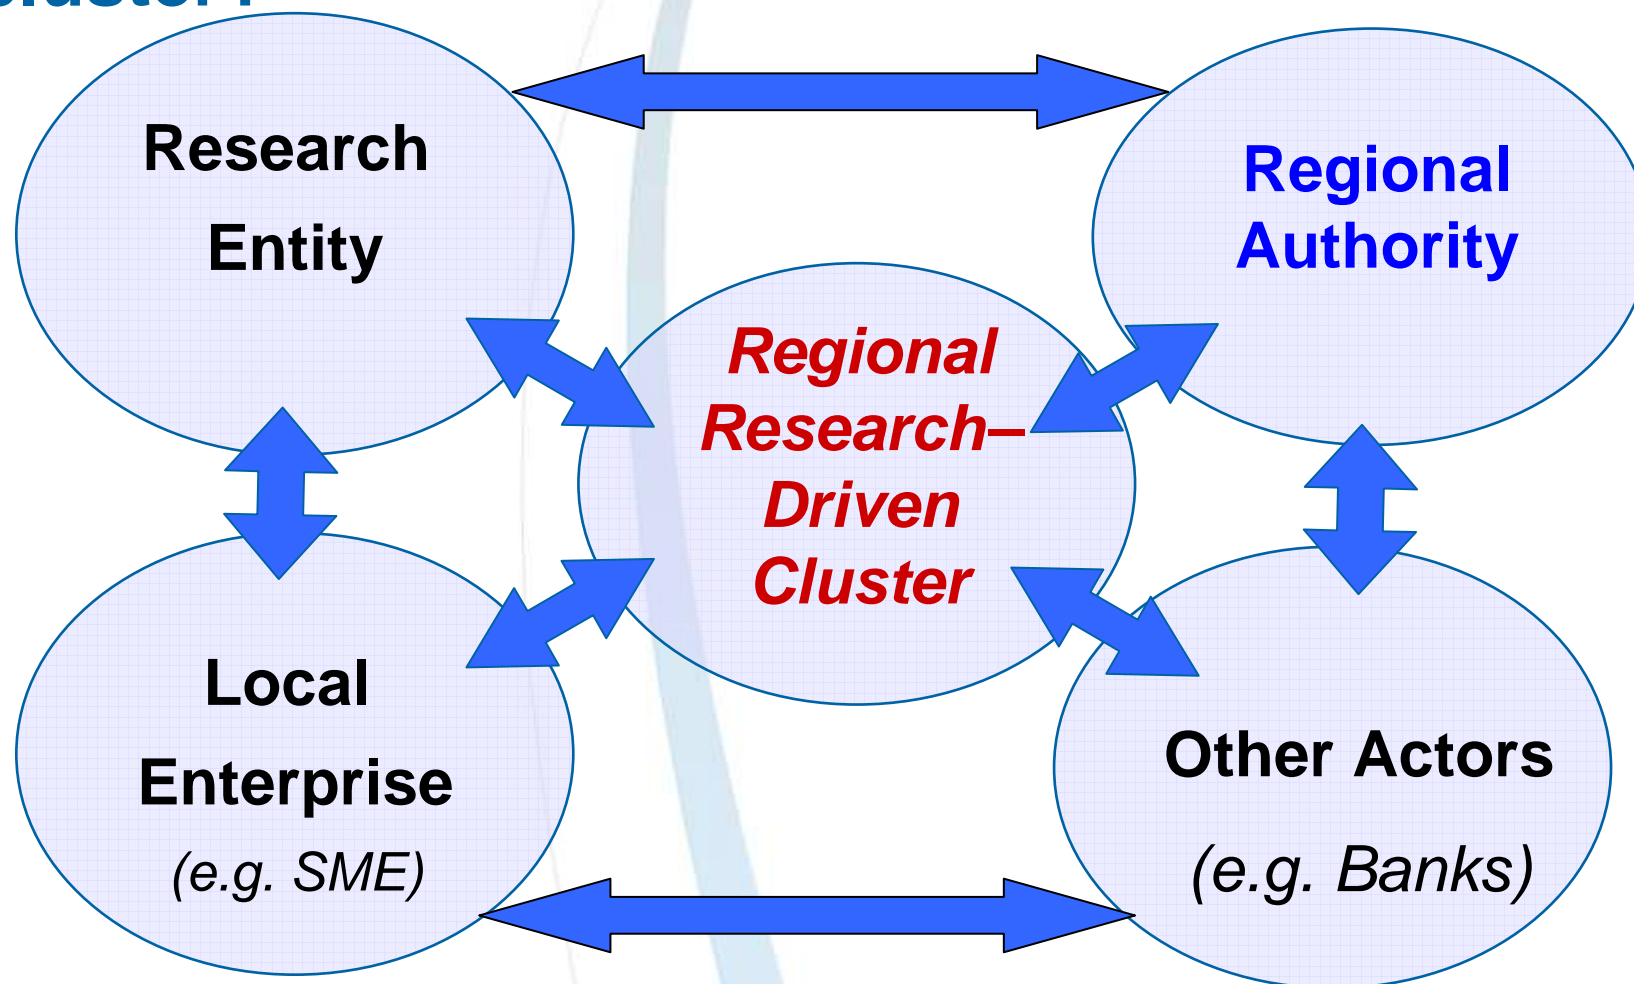 Research
Entity
Regional
Authority
Regional
Research–
Driven
Cluster
Local
Enterprise
(e.g. SME)
Other Actors
(e.g. Banks)